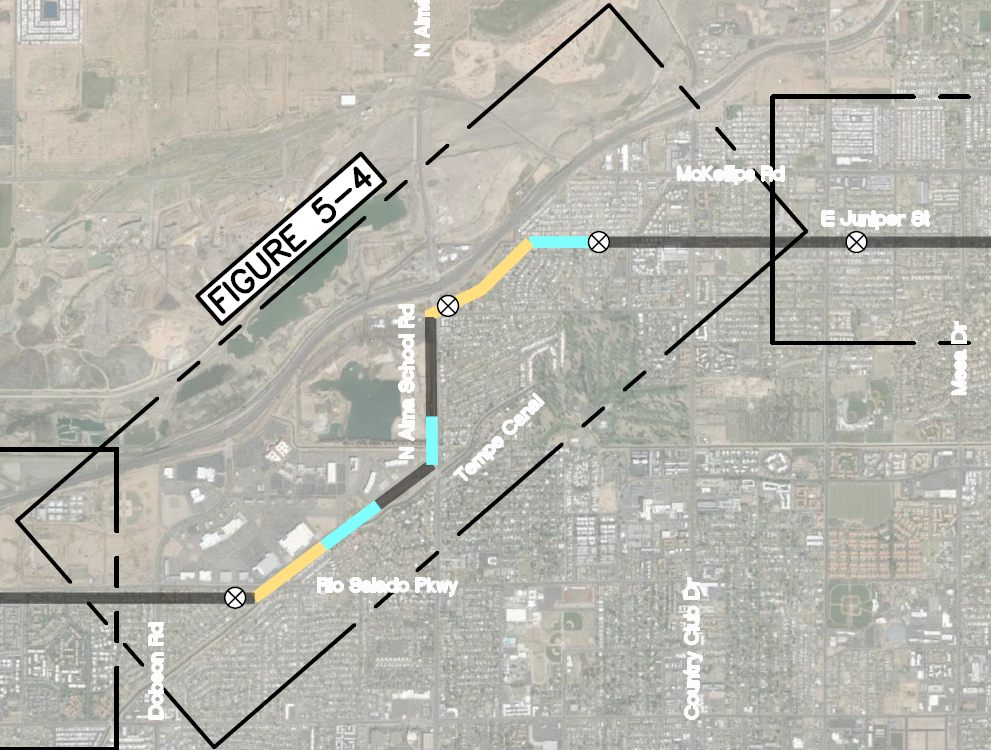 N Alma
McKellips Rd
E Juniper St
FIGURE 5-4
N Alma School Rd
Mesa Dr
Tempe Canal
Rio Salado Pkwy
Country Club Dr
Dobson Rd